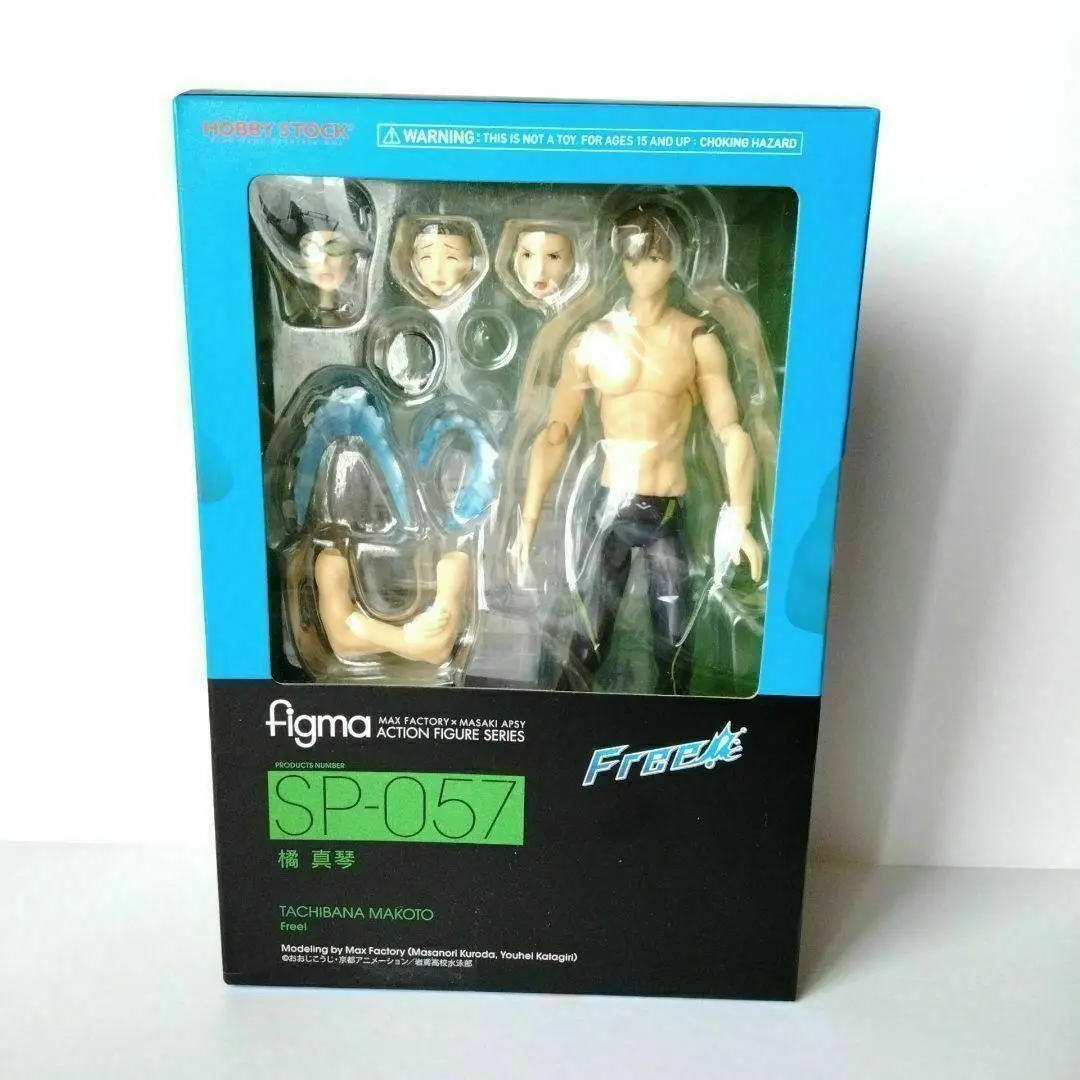 HOBBY STOCK
WARNING : THIS IS NOT A TOY. FOR AGES 15 AND UP : CHOKING HAZARD
figma
MAX FACTORY × MASAKI APSY
ACTION FIGURE SERIES
Free!
PRODUCTS NUMBER
SP-057
橘 真琴
TACHIBANA MAKOTO
Free!
Modeling by Max Factory (Masanori Kuroda, Youhei Katagiri)
©おおじこうじ・京都アニメーション/岩鳶高校水泳部